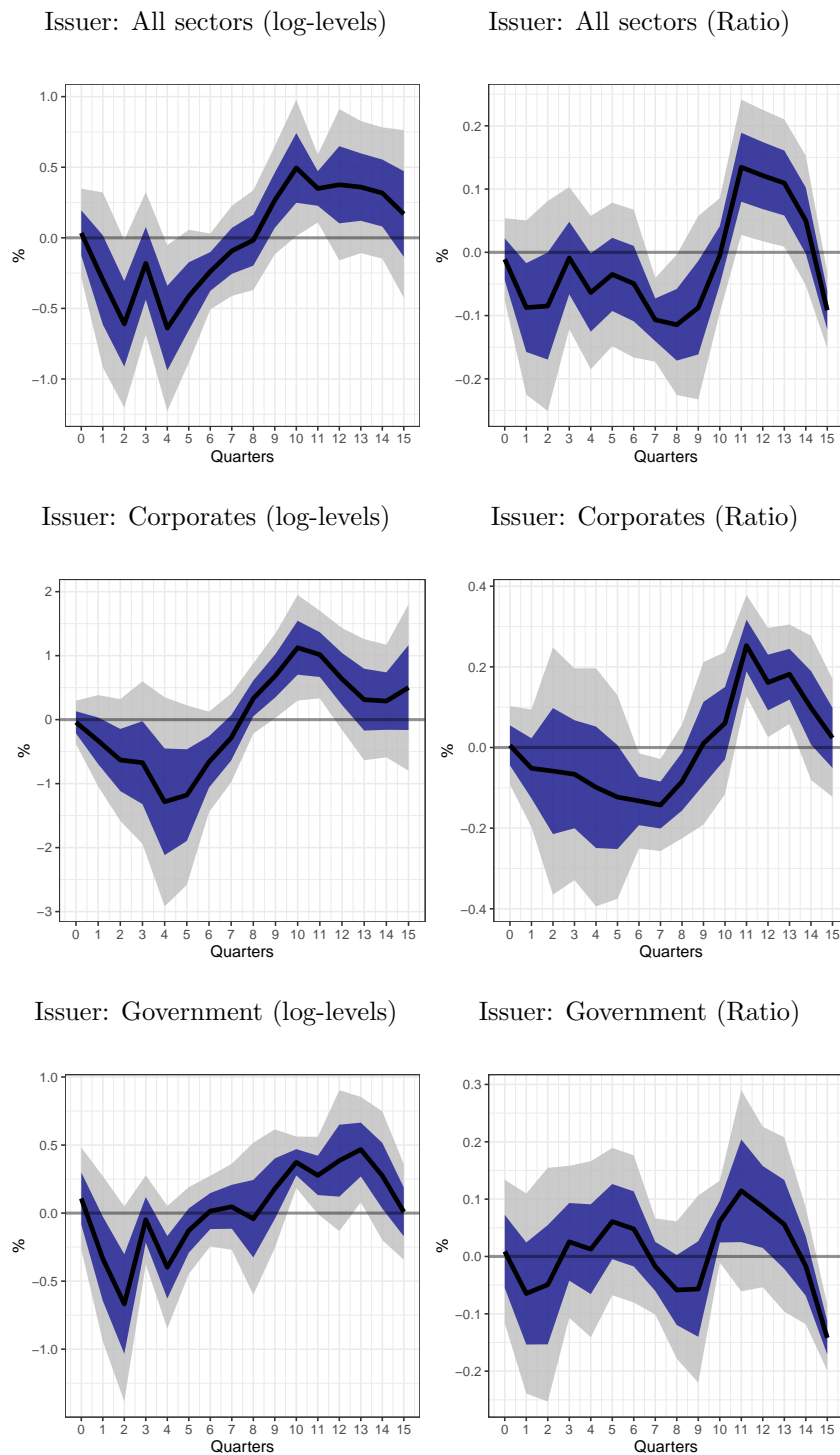 Issuer: All sectors (log-levels)
Issuer: All sectors (Ratio)
1.0
0.5
0.0
−0.5
−1.0
%
0 1 2 3 4 5 6 7 8 9 10 11 12 13 14 15
Quarters
0.2
0.1
0.0
−0.1
−0.2
%
0 1 2 3 4 5 6 7 8 9 10 11 12 13 14 15
Quarters
Issuer: Corporates (log-levels)
Issuer: Corporates (Ratio)
2
1
0
−1
−2
−3
%
0 1 2 3 4 5 6 7 8 9 10 11 12 13 14 15
Quarters
0.4
0.2
0.0
−0.2
−0.4
%
0 1 2 3 4 5 6 7 8 9 10 11 12 13 14 15
Quarters
Issuer: Government (log-levels)
Issuer: Government (Ratio)
1.0
0.5
0.0
−0.5
−1.0
%
0 1 2 3 4 5 6 7 8 9 10 11 12 13 14 15
Quarters
0.3
0.2
0.1
0.0
−0.1
−0.2
%
0 1 2 3 4 5 6 7 8 9 10 11 12 13 14 15
Quarters